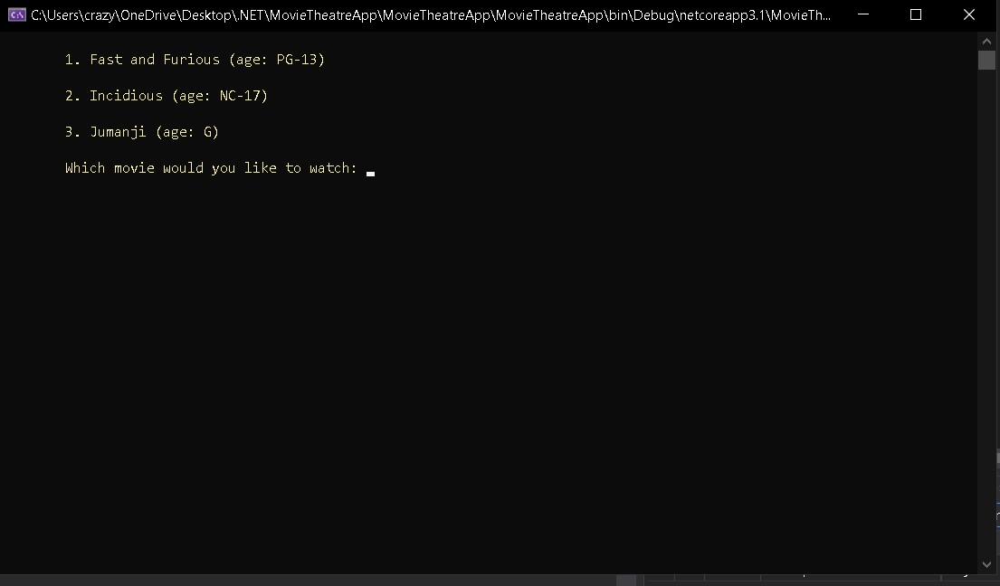 C:\Users\crazy\OneDrive\Desktop\.NET\MovieTheatreApp\MovieTheatreApp\MovieTheatreApp\bin\Debug\netcoreapp3.1\MovieTh...
1. Fast and Furious (age: PG-13)
2. Incidious (age: NC-17)
3. Jumanji (age: G)
Which movie would you like to watch: